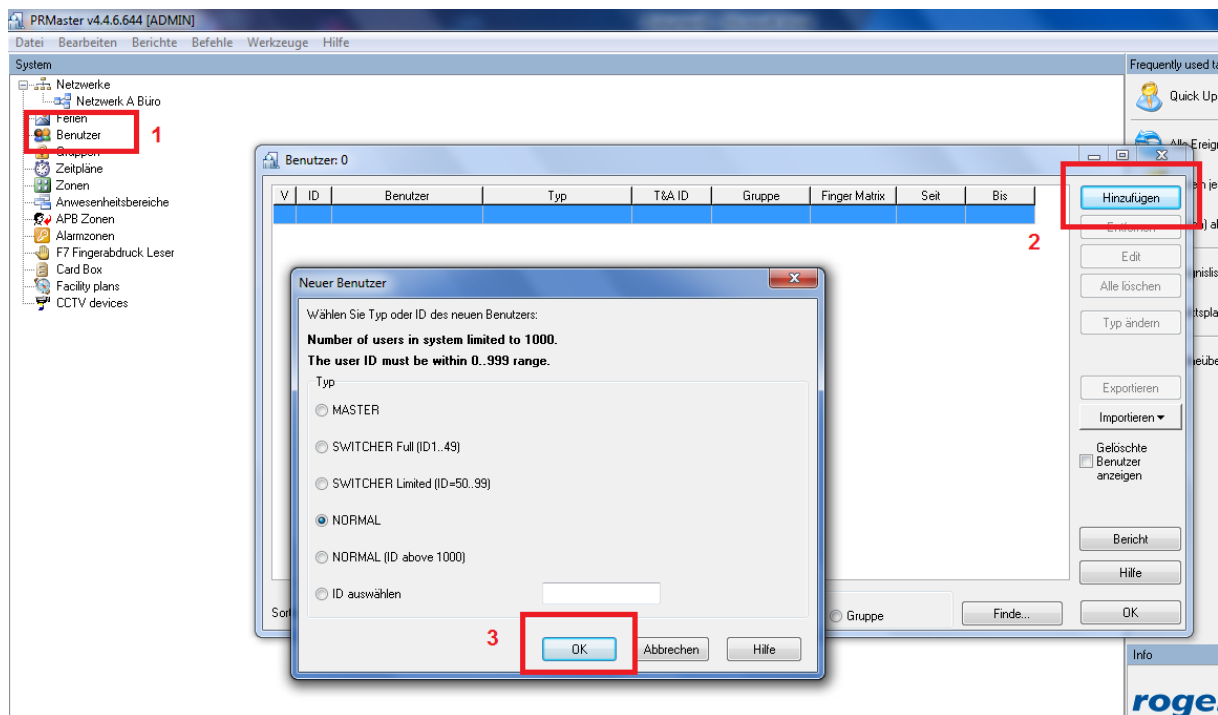 PRMaster v4.4.6.644 [ADMIN]
Datei Bearbeiten Berichte Befehle Werkzeuge Hilfe
System
Netzwerke
Netzwerk A Büro
Ferien
Benutzer
1
Gruppen
Zeitpläne
Zonen
Anwesenheitsbereiche
APB Zonen
Alarmzonen
F7 Fingerabdruck Leser
Card Box
Facility plans
CCTV devices
Frequently used
Quick Up
Alle
Benutzer: 0
V ID Benutzer Typ T&A ID Gruppe Finger Matrix Seit Bis
2
Hinzufügen
Entfernen
Edit
Alle löschen
Typ ändern
Exportieren
Importieren
Gelöschte
Benutzer
anzeigen
Bericht
Hilfe
Gruppe
Finde...
OK
Neuer Benutzer
Wählen Sie Typ oder ID des neuen Benutzers:
Number of users in system limited to 1000.
The user ID must be within 0..999 range.
Typ
MASTER
SWITCHER Full (ID1..49)
SWITCHER Limited (ID=50..99)
NORMAL
NORMAL (ID above 1000)
ID auswählen
3
OK
Abbrechen
Hilfe
Info